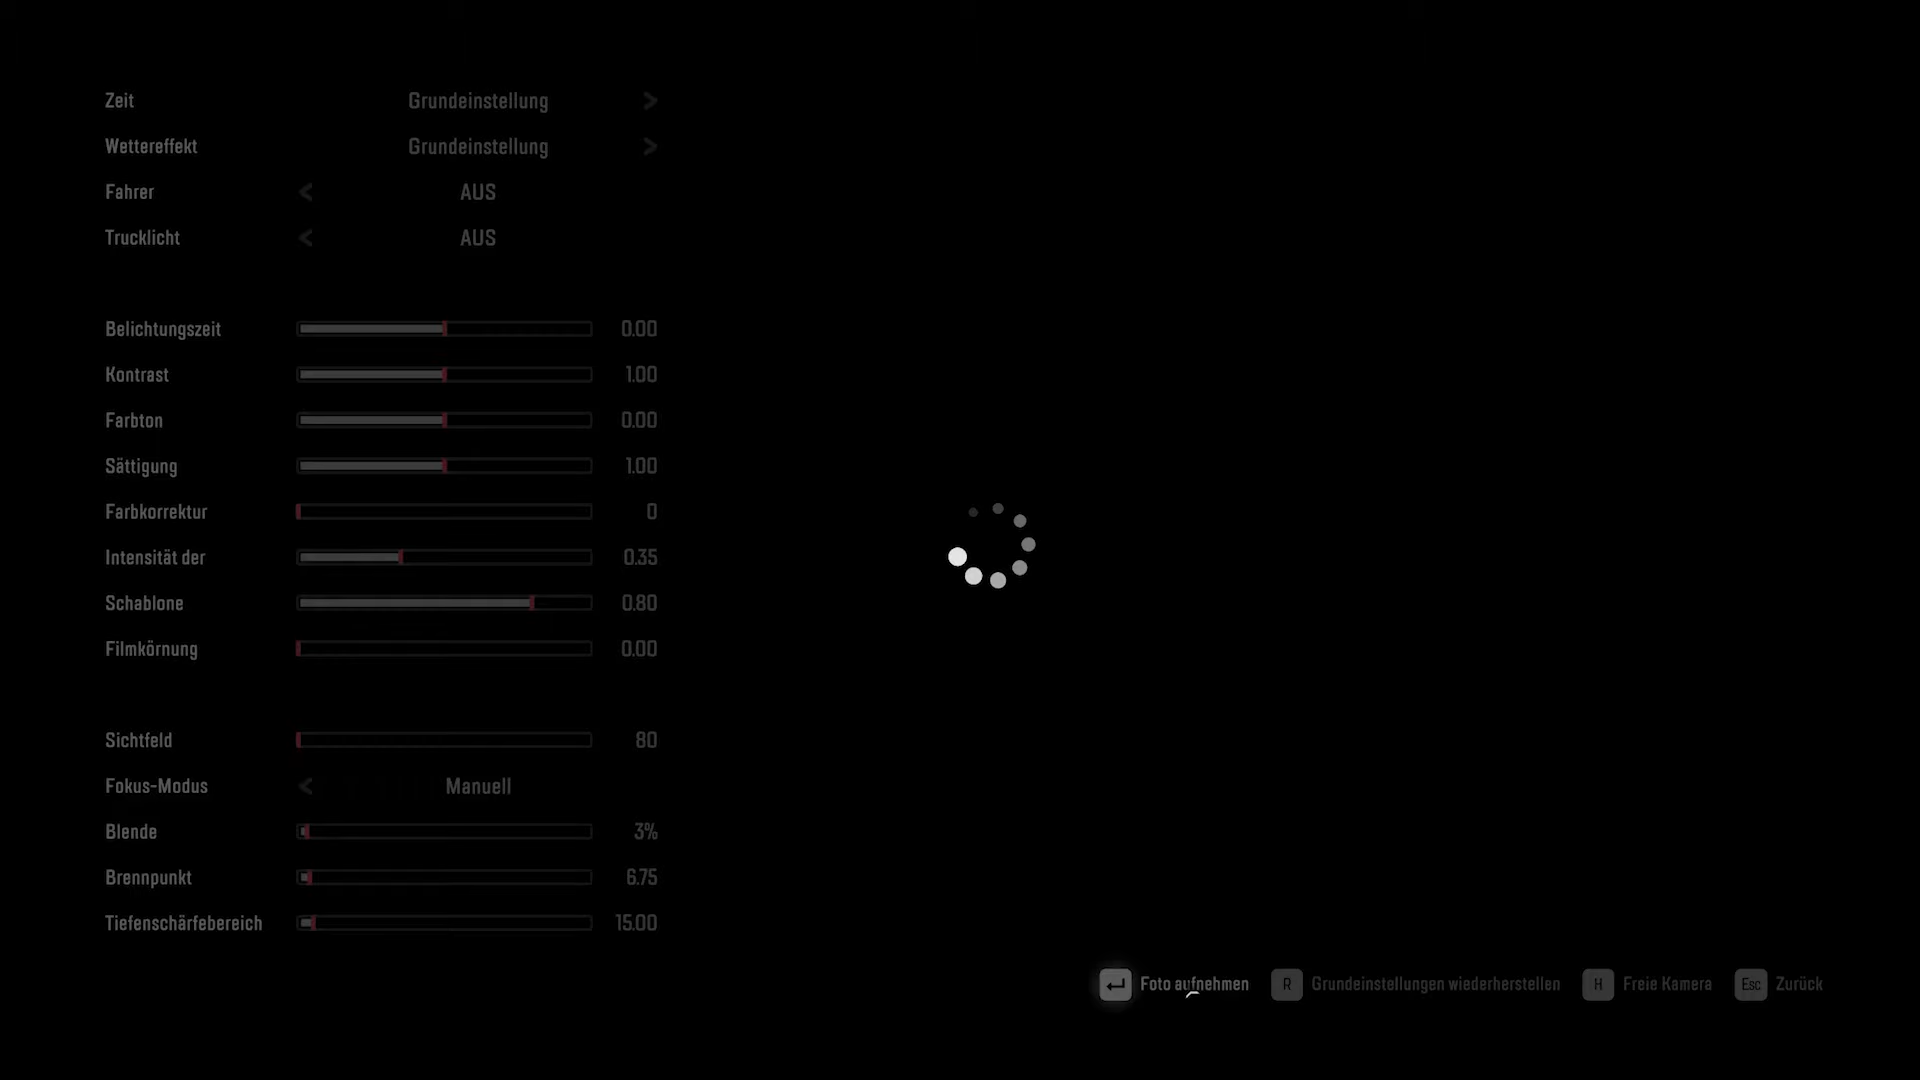 Zeit Grundeinstellung >
Wettereffekt Grundeinstellung >
Fahrer < AUS
Trucklicht < AUS
Belichtungszeit 0.00
Kontrast 1.00
Farbton 0.00
Sättigung 1.00
Farbkorrektur 0
Intensität der 0.35
Schablone 0.80
Filmkörnung 0.00
Sichtfeld 80
Fokus-Modus < Manuell
Blende 3%
Brennpunkt 6.75
Tiefenschärfebereich 15.00
Foto aufnehmen R Grundeinstellungen wiederherstellen H Freie Kamera Esc Zurück